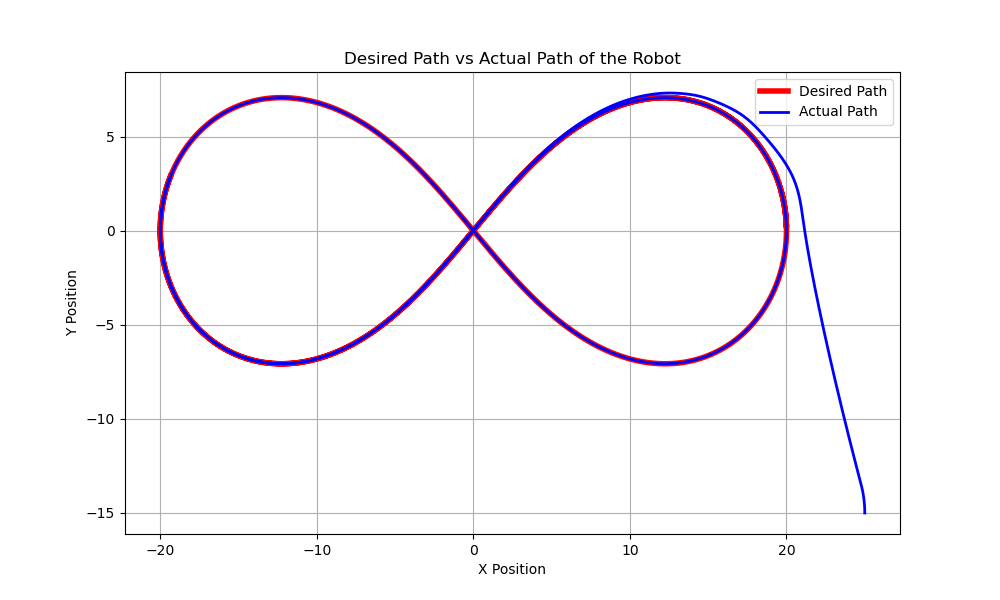 Desired Path vs Actual Path of the Robot
Desired Path
Actual Path
Y Position
5
0
−5
−10
−15
−20
−10
0
10
20
X Position